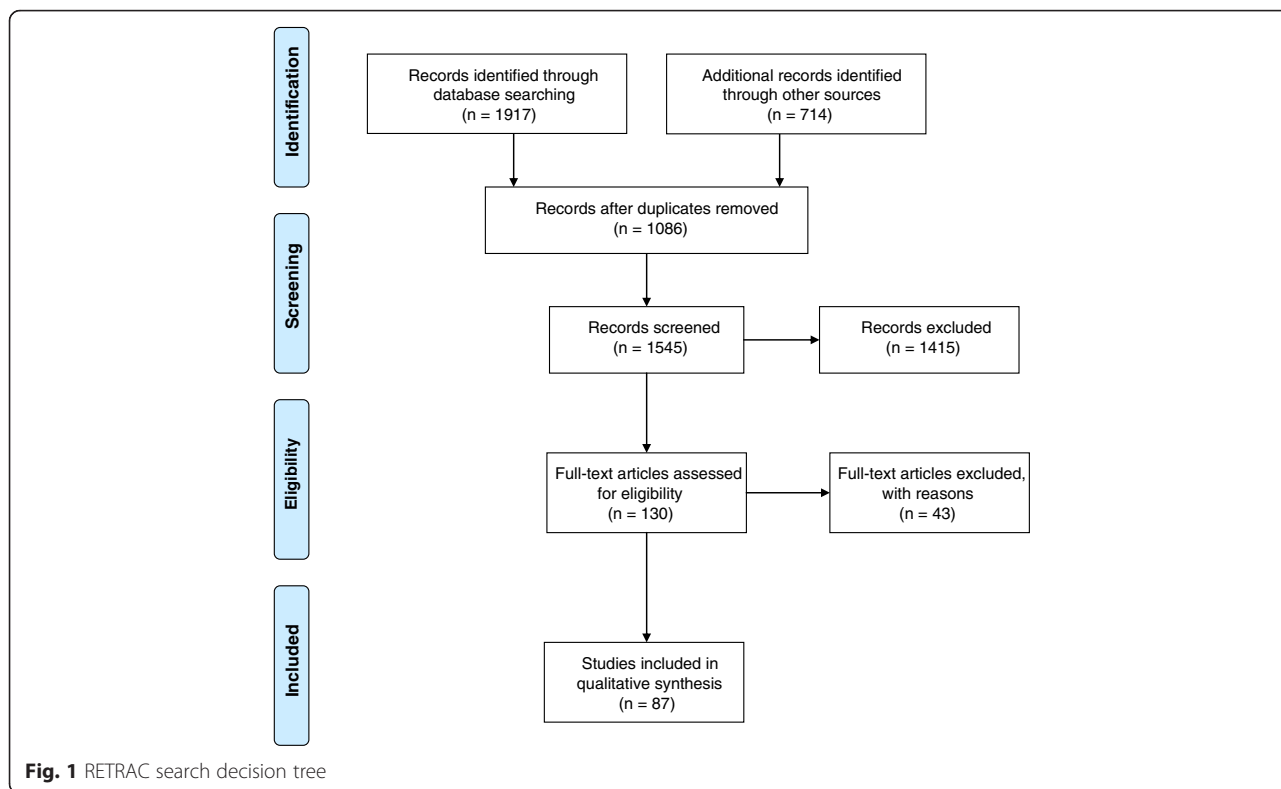 Identification
Records identified through
database searching
(n = 1917)
Additional records identified
through other sources
(n = 714)
Records after duplicates removed
(n = 1086)
Screening
Records screened
(n = 1545)
Records excluded
(n = 1415)
Eligibility
Full-text articles assessed
for eligibility
(n = 130)
Full-text articles excluded,
with reasons
(n = 43)
Included
Studies included in
qualitative synthesis
(n = 87)
Fig. 1 RETRAC search decision tree